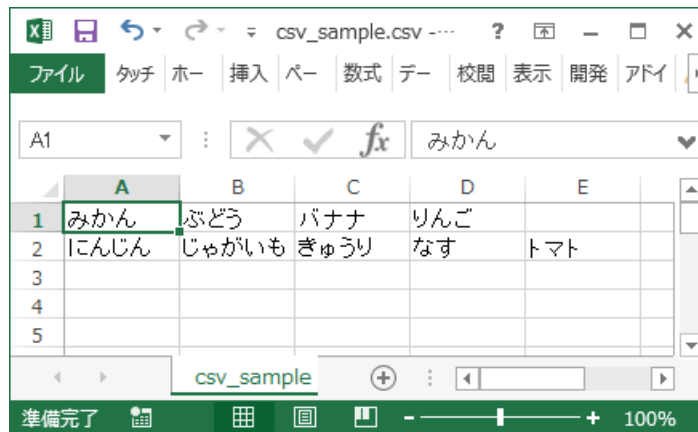 csv_sample.csv -… ?
ファイル タッチ ホー 挿入 ペー 数式 デー 校閲 表示 開発 アドイ
A1 fx みかん
A B C D E
1 みかん ぶどう バナナ りんご
2 にんじん じゃがいも きゅうり なす トマト
3
4
5
csv_sample
準備完了 100%